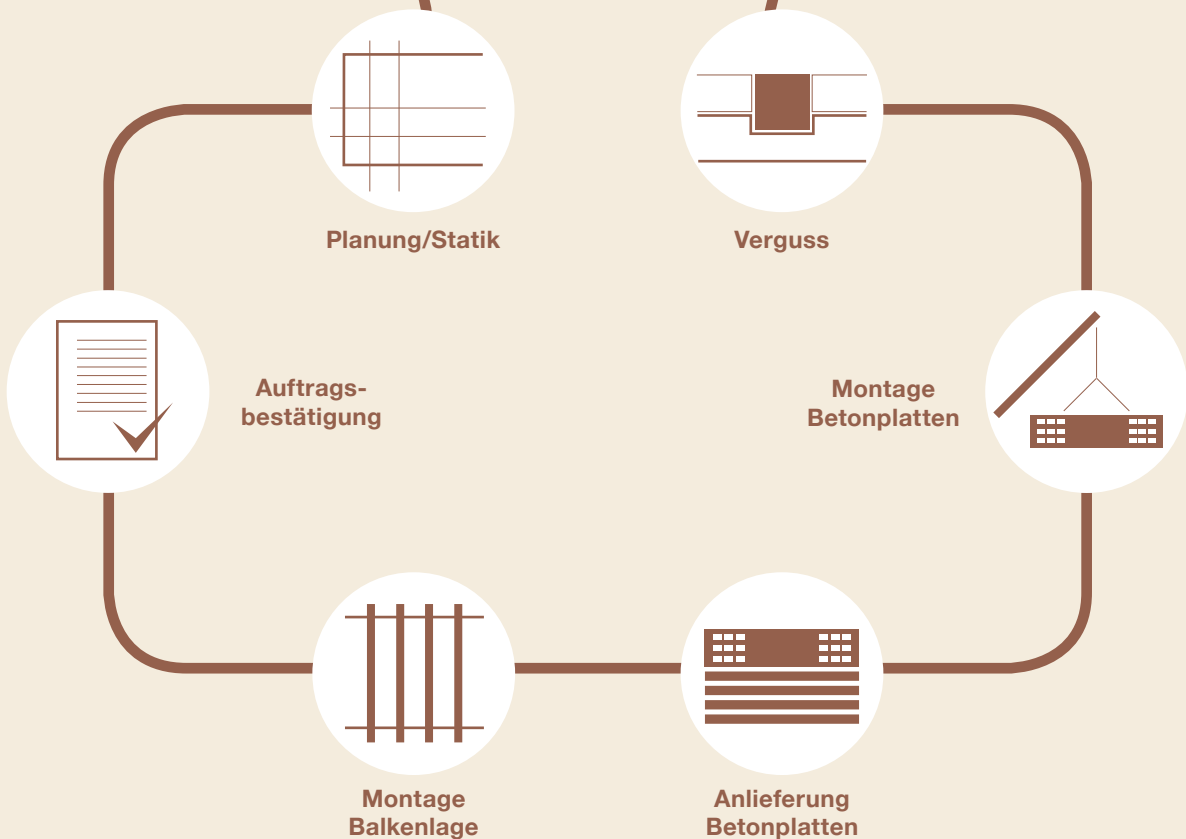 Planung/Statik
Verguss
Auftrags-
bestätigung
Montage
Betonplatten
Montage
Balkenlage
Anlieferung
Betonplatten